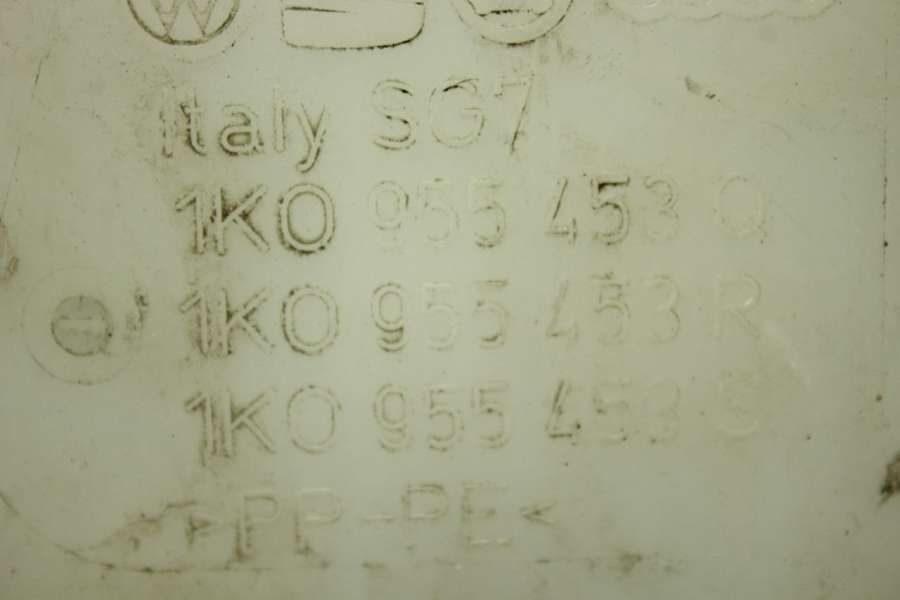 Italy SG7
1K0 955 453 Q
1K0 955 453 R
1K0 955 453 S
>PP-PE<